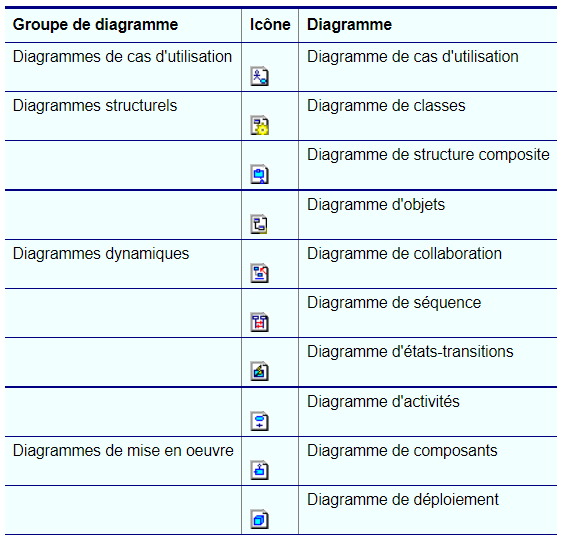 Groupe de diagramme Icône Diagramme
Diagrammes de cas d'utilisation Diagramme de cas d'utilisation
Diagrammes structurels Diagramme de classes
Diagramme de structure composite
Diagramme d'objets
Diagrammes dynamiques Diagramme de collaboration
Diagramme de séquence
Diagramme d'états-transitions
Diagramme d'activités
Diagrammes de mise en oeuvre Diagramme de composants
Diagramme de déploiement